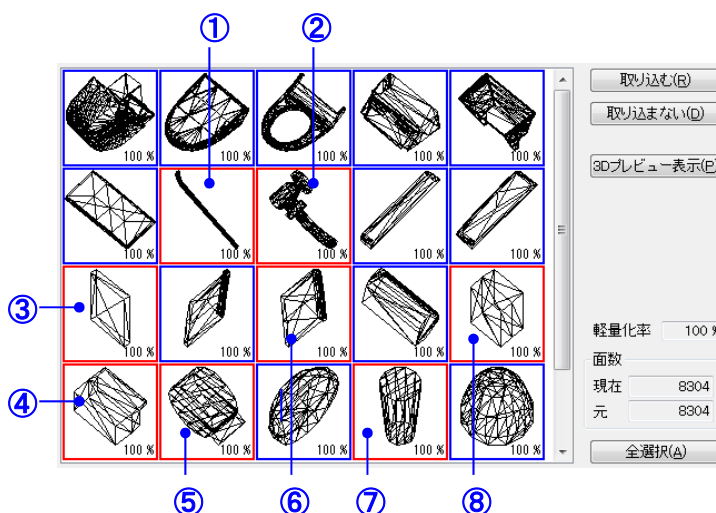 ① ②
100 % 100 % 100 % 100 % 100 %
取り込む(R)
取り込まない(D)
3Dプレビュー表示(P)
100 % 100 % 100 % 100 % 100 %
③ 100 % 100 % 100 % 100 % 100 %
軽量化率 100 %
面数
現在 8304
元 8304
④ 100 % 100 % 100 % 100 % 100 %
全選択(A)
⑤ ⑥ ⑦ ⑧